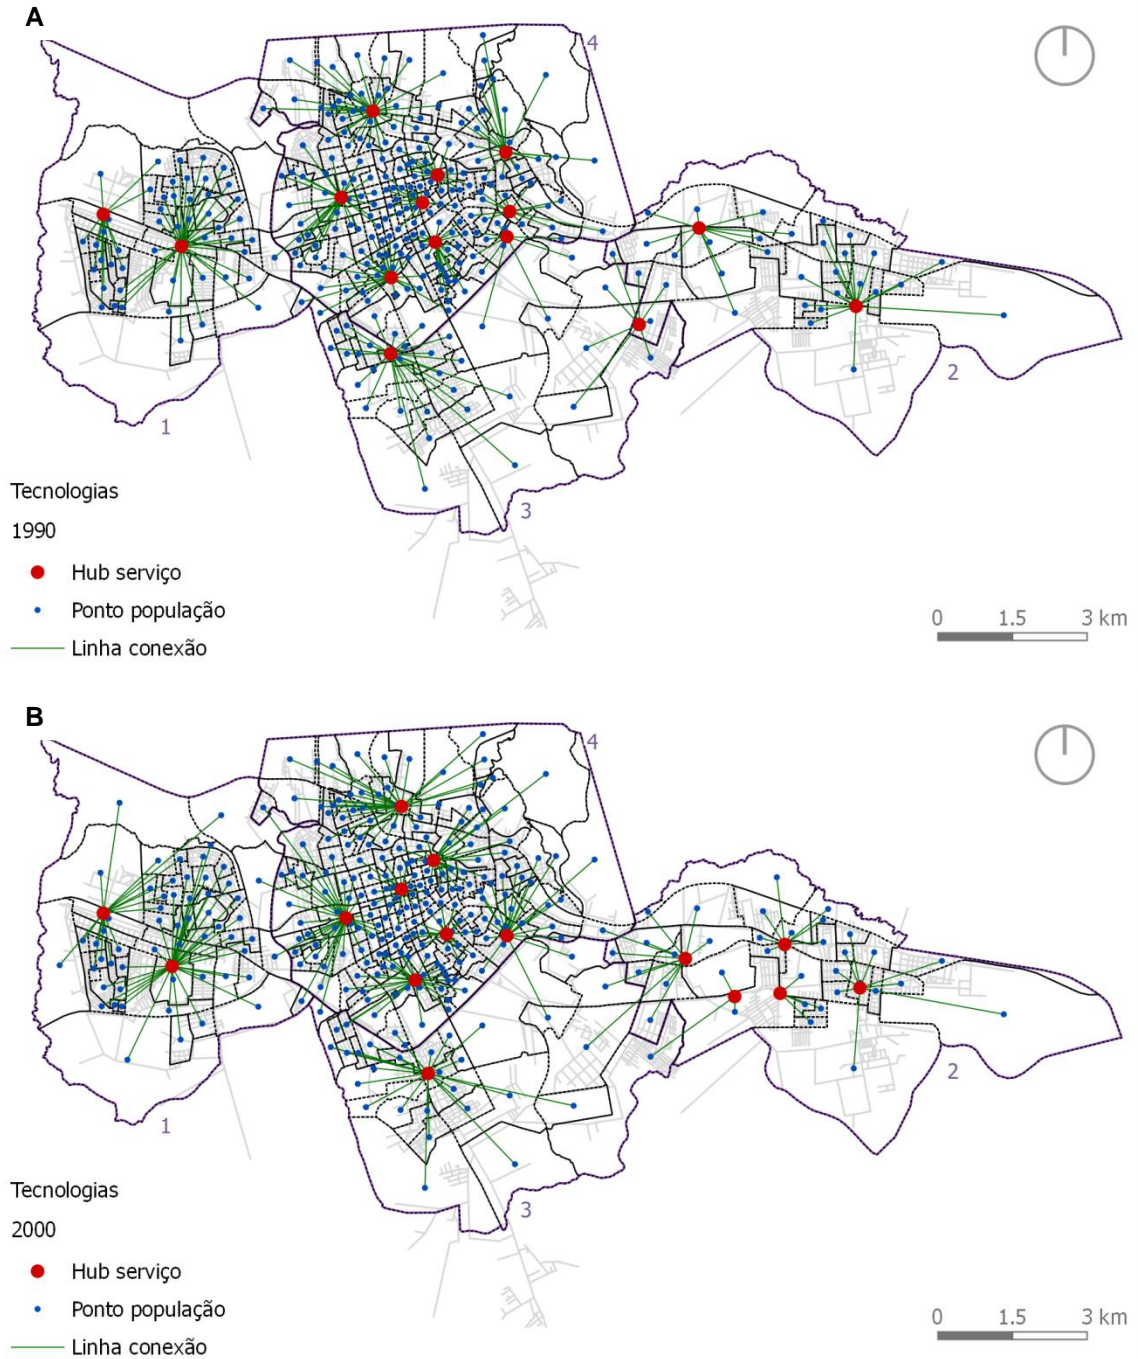 A
4
2
1
3
Tecnologias
1990
Hub serviço
Ponto população
Linha conexão
0 1.5 3 km
B
4
2
1
3
Tecnologias
2000
Hub serviço
Ponto população
Linha conexão
0 1.5 3 km